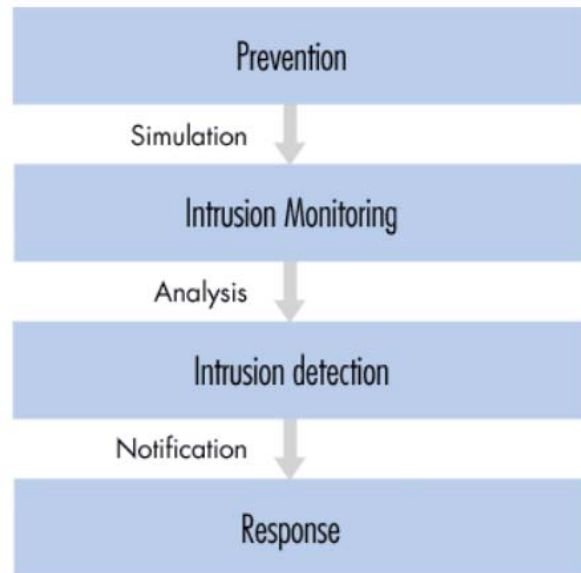 Prevention
Simulation
Intrusion Monitoring
Analysis
Intrusion detection
Notification
Response